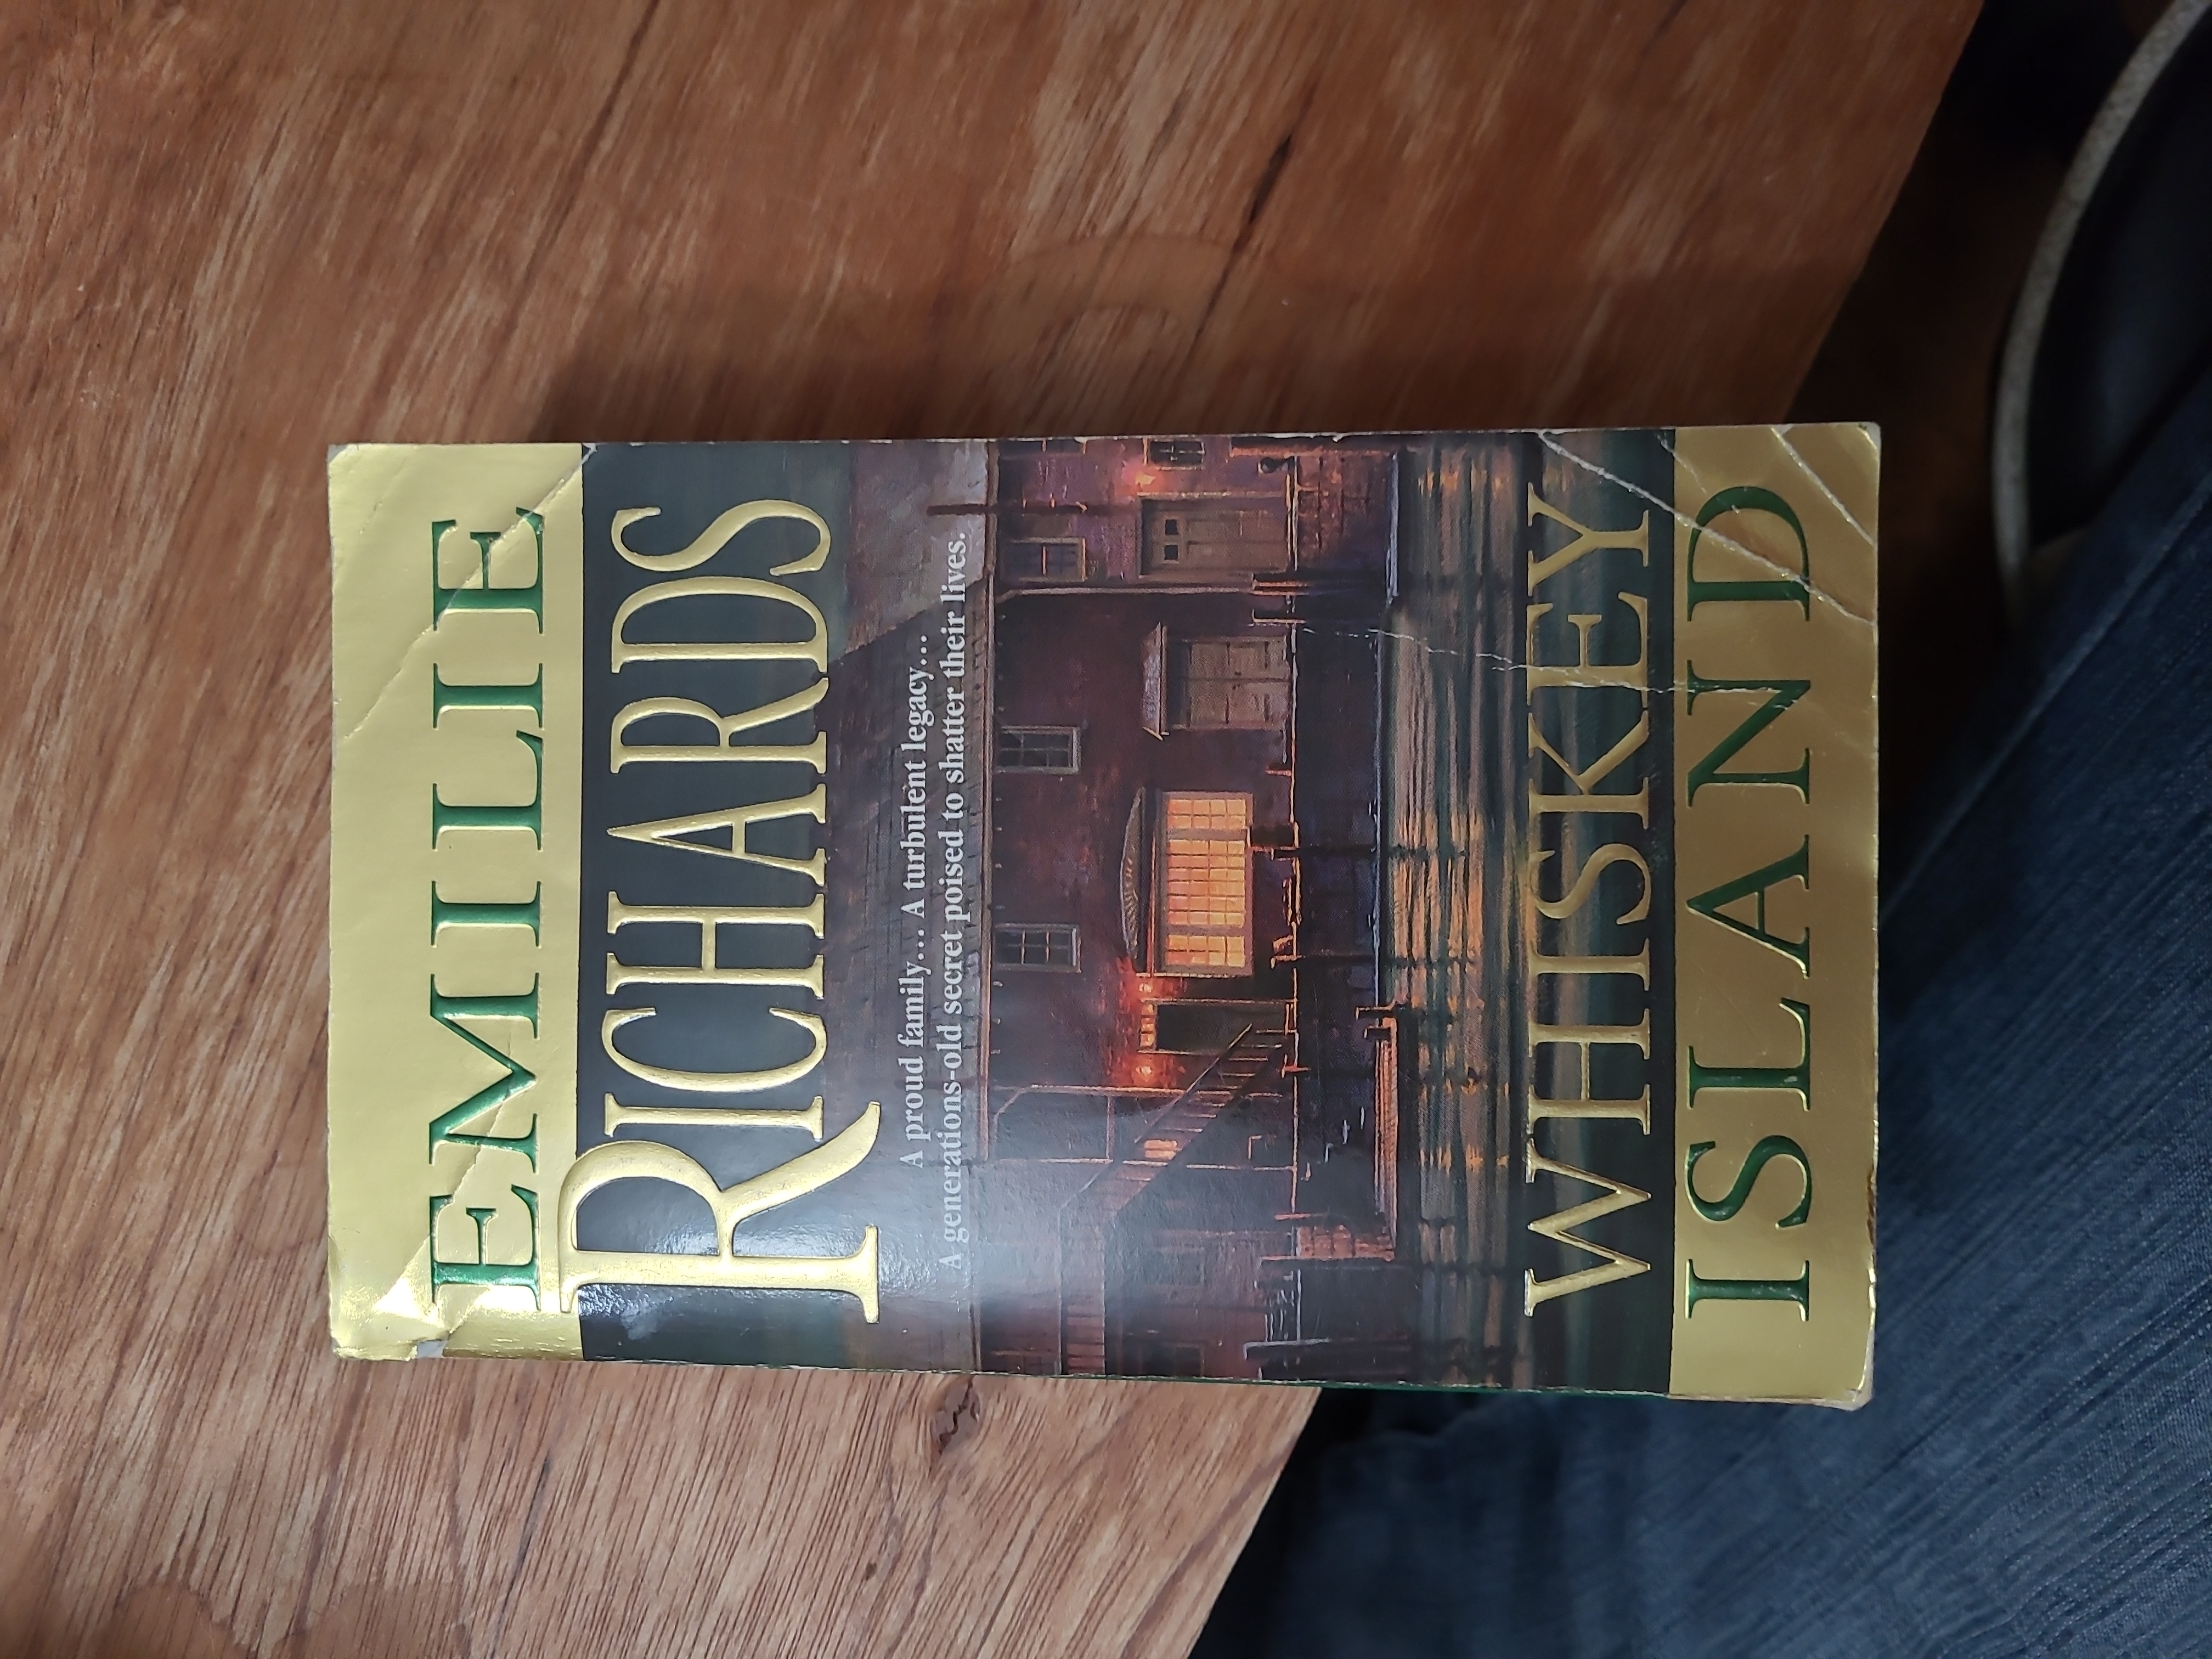 EMILIE
RICHARDS
A proud family... A turbulent legacy...
A generations-old secret poised to shatter their lives.
WHISKEY
ISLAND